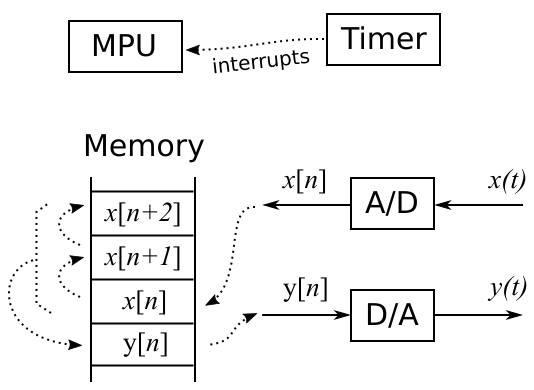 MPU
Timer
interrupts
Memory
x[n+2]
x[n+1]
x[n]
y[n]
x[n]
A/D
x(t)
y[n]
D/A
y(t)